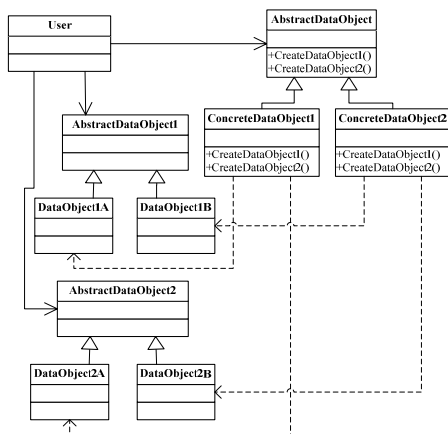 User
AbstractDataObject
+CreateDataObject1()
+CreateDataObject2()
AbstractDataObject1
ConcreteDataObject1
+CreateDataObject1()
+CreateDataObject2()
ConcreteDataObject2
+CreateDataObject1()
+CreateDataObject2()
DataObject1A
DataObject1B
AbstractDataObject2
DataObject2A
DataObject2B